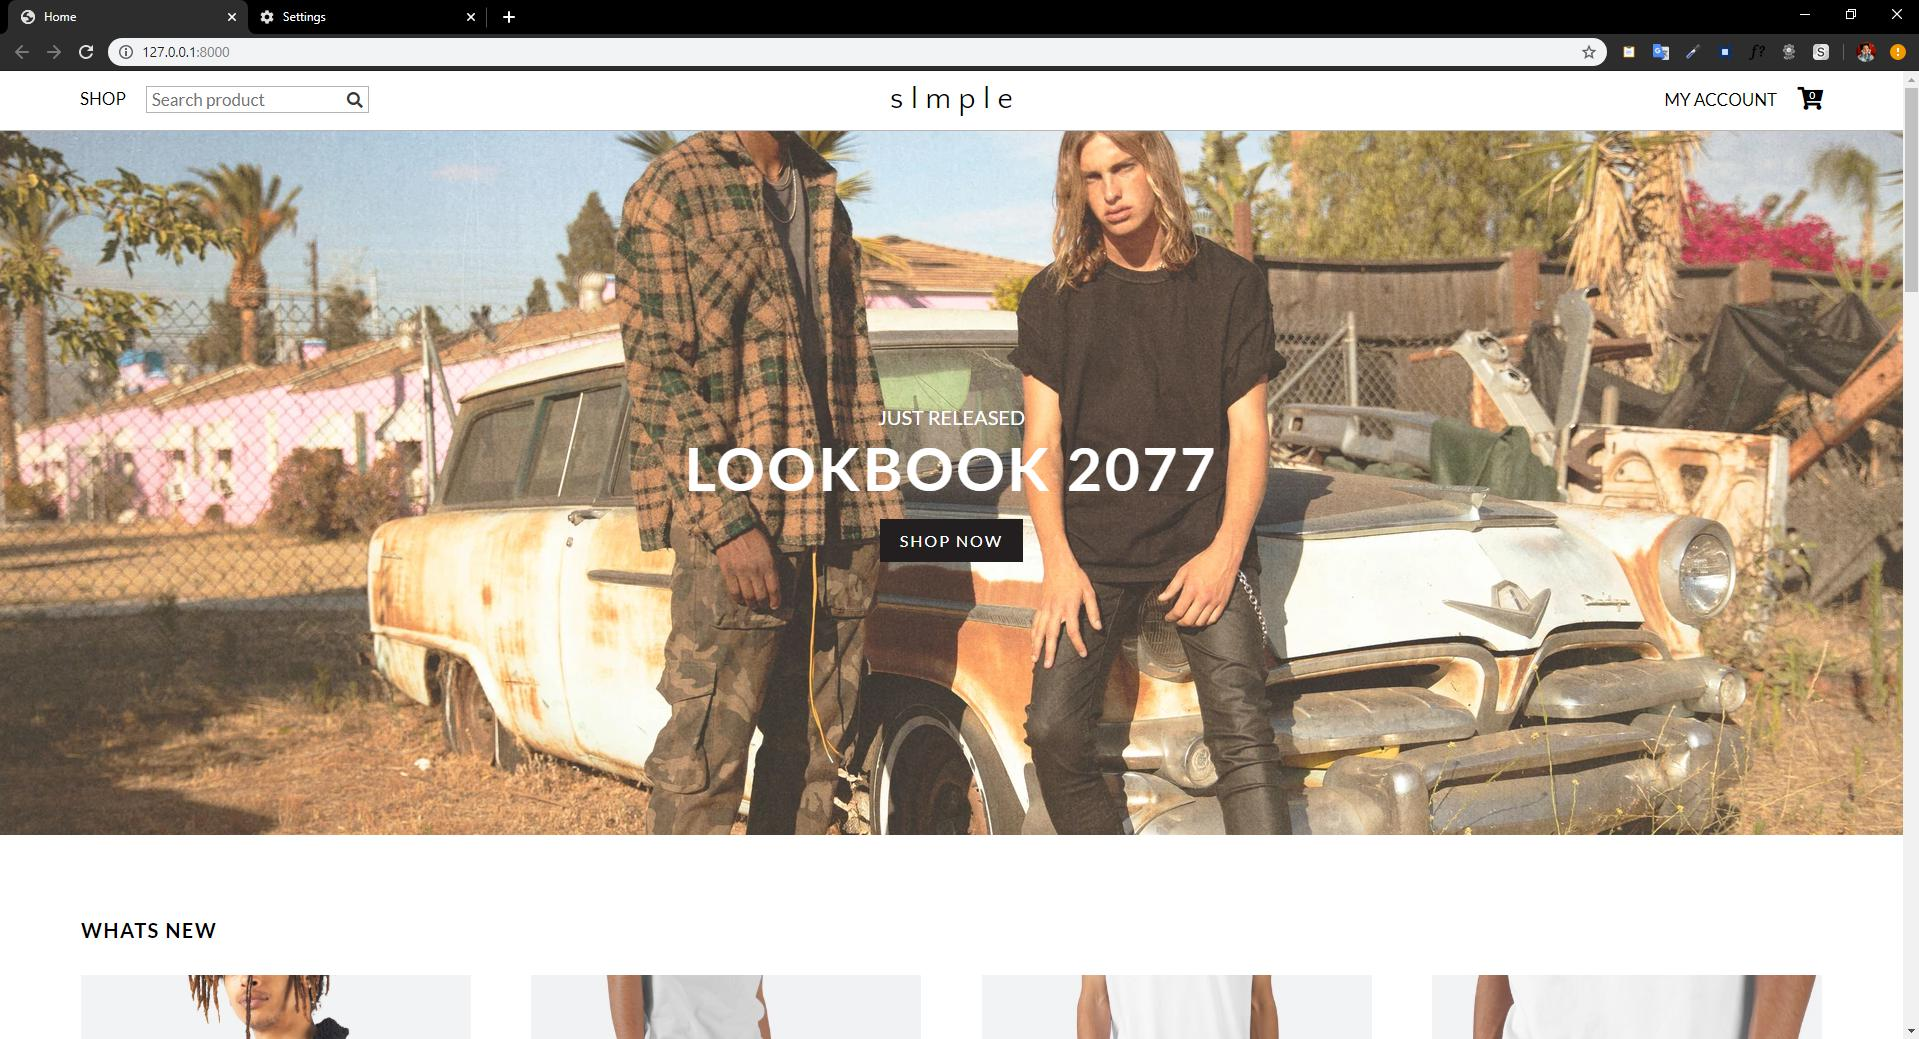 Home
Settings
127.0.0.1:8000
SHOP
Search product
slmple
MY ACCOUNT
0
JUST RELEASED
LOOKBOOK 2077
SHOP NOW
WHATS NEW